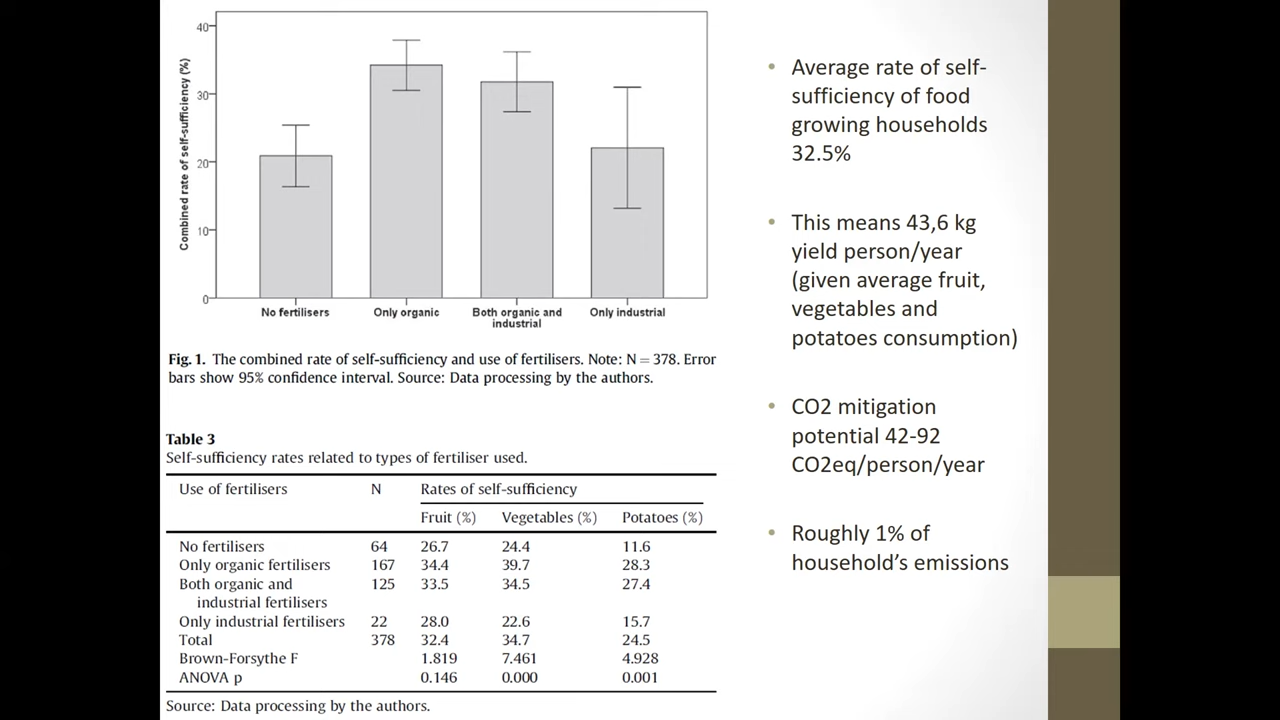 Combined rate of self-sufficiency (%)
40
30
20
10
0
No fertilisers
Only organic
Both organic and
industrial
Only industrial
Fig. 1. The combined rate of self-sufficiency and use of fertilisers. Note: N = 378. Error
bars show 95% confidence interval. Source: Data processing by the authors.
Table 3
Self-sufficiency rates related to types of fertiliser used.
Use of fertilisers N Rates of self-sufficiency
Fruit (%) Vegetables (%) Potatoes (%)
No fertilisers 64 26.7 24.4 11.6
Only organic fertilisers 167 34.4 39.7 28.3
Both organic and 125 33.5 34.5 27.4
industrial fertilisers
Only industrial fertilisers 22 28.0 22.6 15.7
Total 378 32.4 34.7 24.5
Brown-Forsythe F 1.819 7.461 4.928
ANOVA p 0.146 0.000 0.001
Source: Data processing by the authors.
• Average rate of self-
sufficiency of food
growing households
32.5%
• This means 43,6 kg
yield person/year
(given average fruit,
vegetables and
potatoes consumption)
• CO2 mitigation
potential 42-92
CO2eq/person/year
• Roughly 1% of
household's emissions